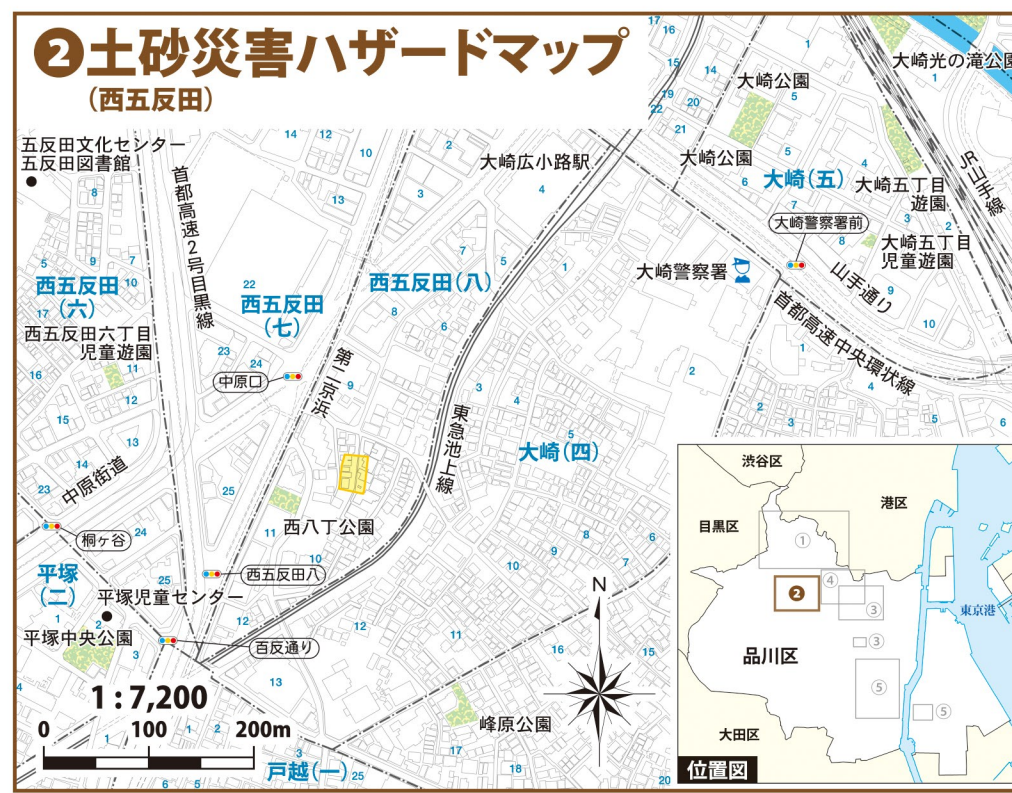 ❷土砂災害ハザードマップ
（西五反田）
五反田文化センター
五反田図書館
首都高速2号目黒線
大崎広小路駅
大崎公園
大崎公園
大崎（五）
大崎五丁目
遊園
大崎光の滝公園
JR山手線
大崎警察署前
大崎五丁目
児童遊園
大崎警察署
山手通り
首都高速中央環状線
西五反田
（六）
西五反田
（七）
西五反田（八）
西五反田六丁目
児童遊園
中原口
第二京浜
東急池上線
大崎（四）
中原街道
桐ヶ谷
西八丁公園
西五反田八
平塚
（二）
平塚児童センター
平塚中央公園
百反通り
峰原公園
戸越（一）
1：7,200
0 100 200m
N
渋谷区
港区
目黒区
品川区
大田区
東京港
①
❷
④
③
③
⑤
⑤
位置図